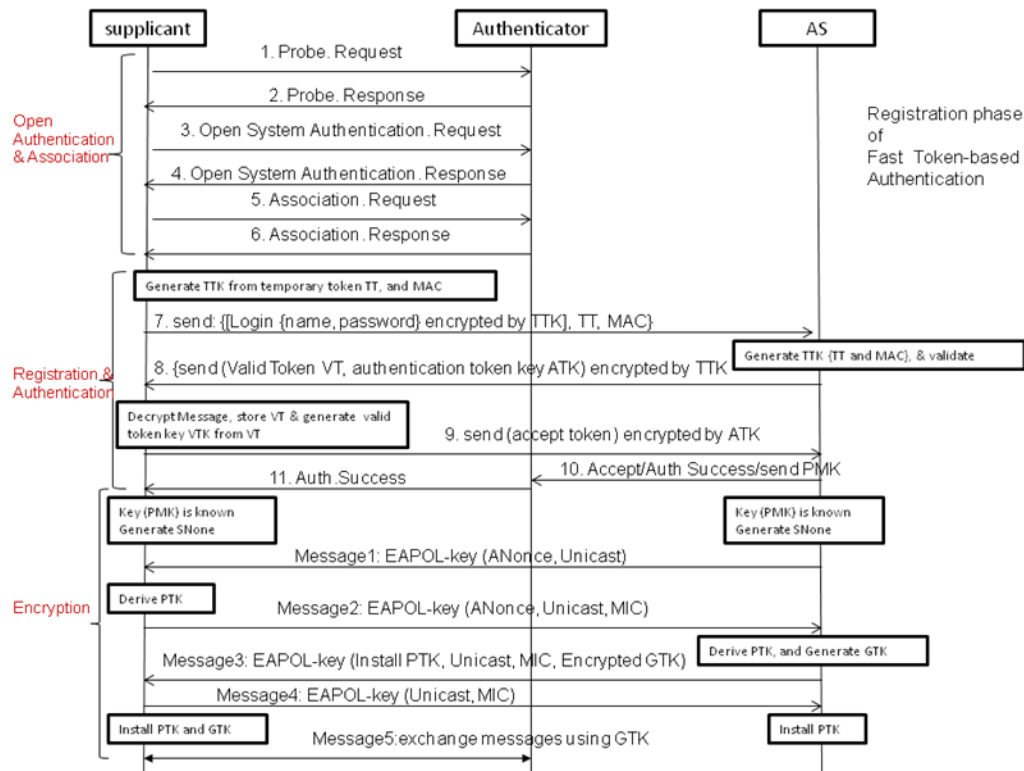 supplicant
Authenticator
AS
1. Probe. Request
2. Probe. Response
3. Open System Authentication. Request
4. Open System Authentication. Response
5. Association. Request
6. Association. Response
Open
Authentication
& Association
Registration phase
of
Fast Token-based
Authentication
Generate TTK from temporary token TT, and MAC
7. send: {[Login {name, password} encrypted by TTK], TT, MAC}
Generate TTK {TT and MAC}, & validate
8. {send (Valid Token VT, authentication token key ATK) encrypted by TTK
Registration &
Authentication
Decrypt Message, store VT & generate valid
token key VTK from VT
9. send (accept token) encrypted by ATK
10. Accept/Auth Success/send PMK
11. Auth.Success
Key {PMK} is known
Generate SNone
Key {PMK} is known
Generate SNone
Message1: EAPOL-key (ANonce, Unicast)
Encryption
Derive PTK
Message2: EAPOL-key (ANonce, Unicast, MIC)
Derive PTK, and Generate GTK
Message3: EAPOL-key (Install PTK, Unicast, MIC, Encrypted GTK)
Message4: EAPOL-key (Unicast, MIC)
Install PTK and GTK
Install PTK
Message5:exchange messages using GTK